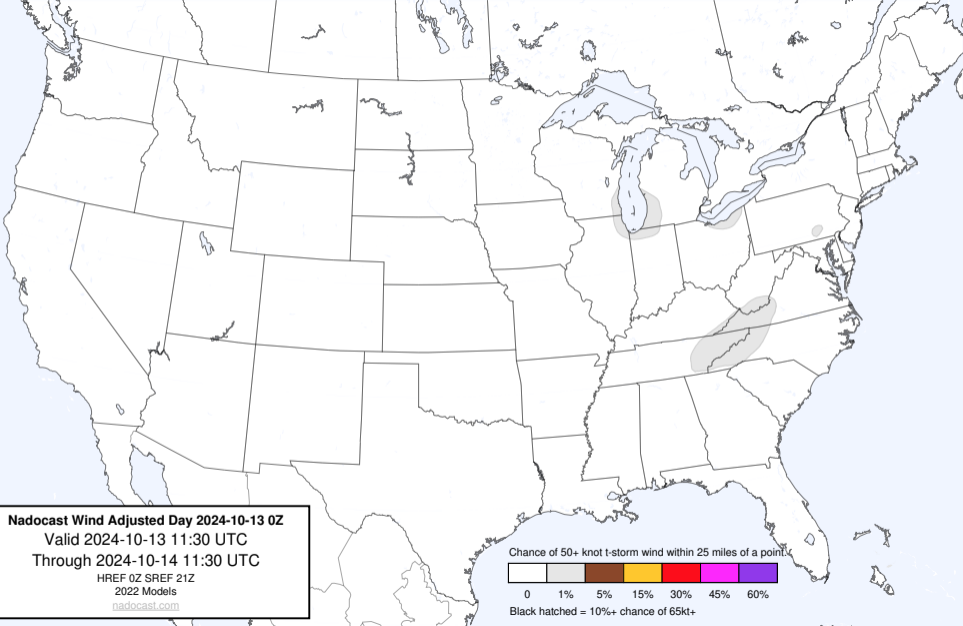 Nadocast Wind Adjusted Day 2024-10-13 0Z
Valid 2024-10-13 11:30 UTC
Through 2024-10-14 11:30 UTC
HREF 0Z SREF 21Z
2022 Models
nadocast.com
Chance of 50+ knot t-storm wind within 25 miles of a point.
0 1% 5% 15% 30% 45% 60%
Black hatched = 10%+ chance of 65kt+